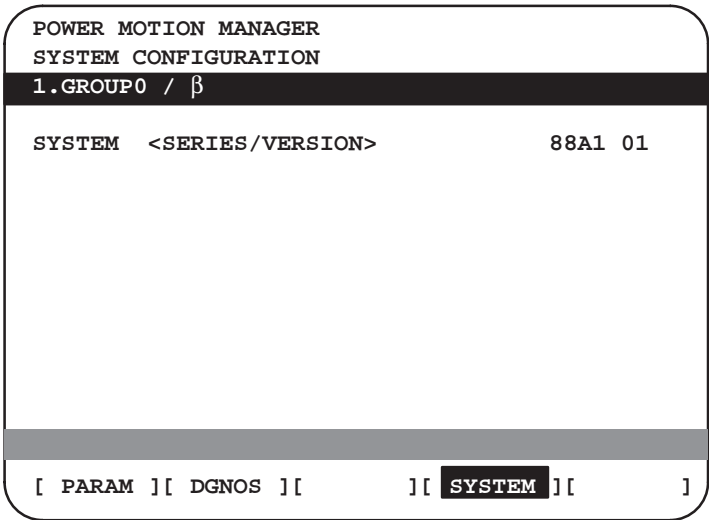 POWER MOTION MANAGER
SYSTEM CONFIGURATION
1.GROUP0 / β
SYSTEM <SERIES/VERSION> 88A1 01
[ PARAM ][ DGNOS ][ ][ SYSTEM ][ ]